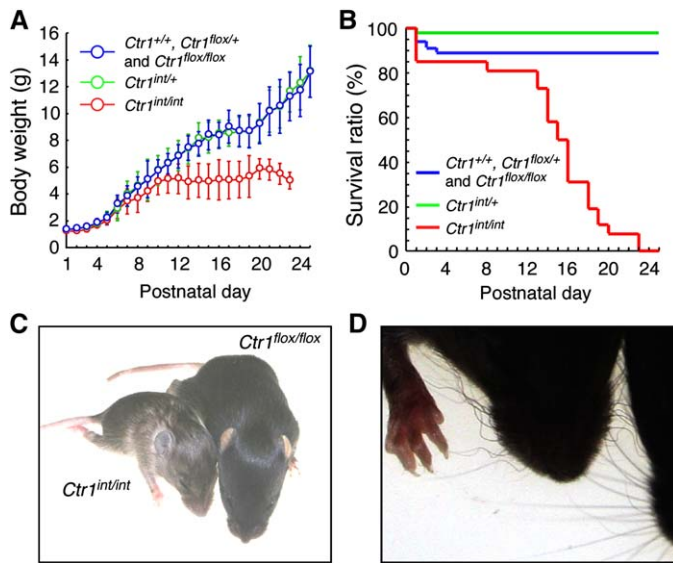 A
Ctr1+/+, Ctr1flox/+
and Ctr1flox/flox
Ctr1int/+
Ctr1int/int
Body weight (g)
16
14
12
10
8
6
4
2
0
1 4 8 12 16 20 24
Postnatal day
B
Survival ratio (%)
100
80
60
40
20
0
Ctr1+/+, Ctr1flox/+
and Ctr1flox/flox
Ctr1int/+
Ctr1int/int
0 4 8 12 16 20 24
Postnatal day
C
Ctr1flox/flox
Ctr1int/int
D